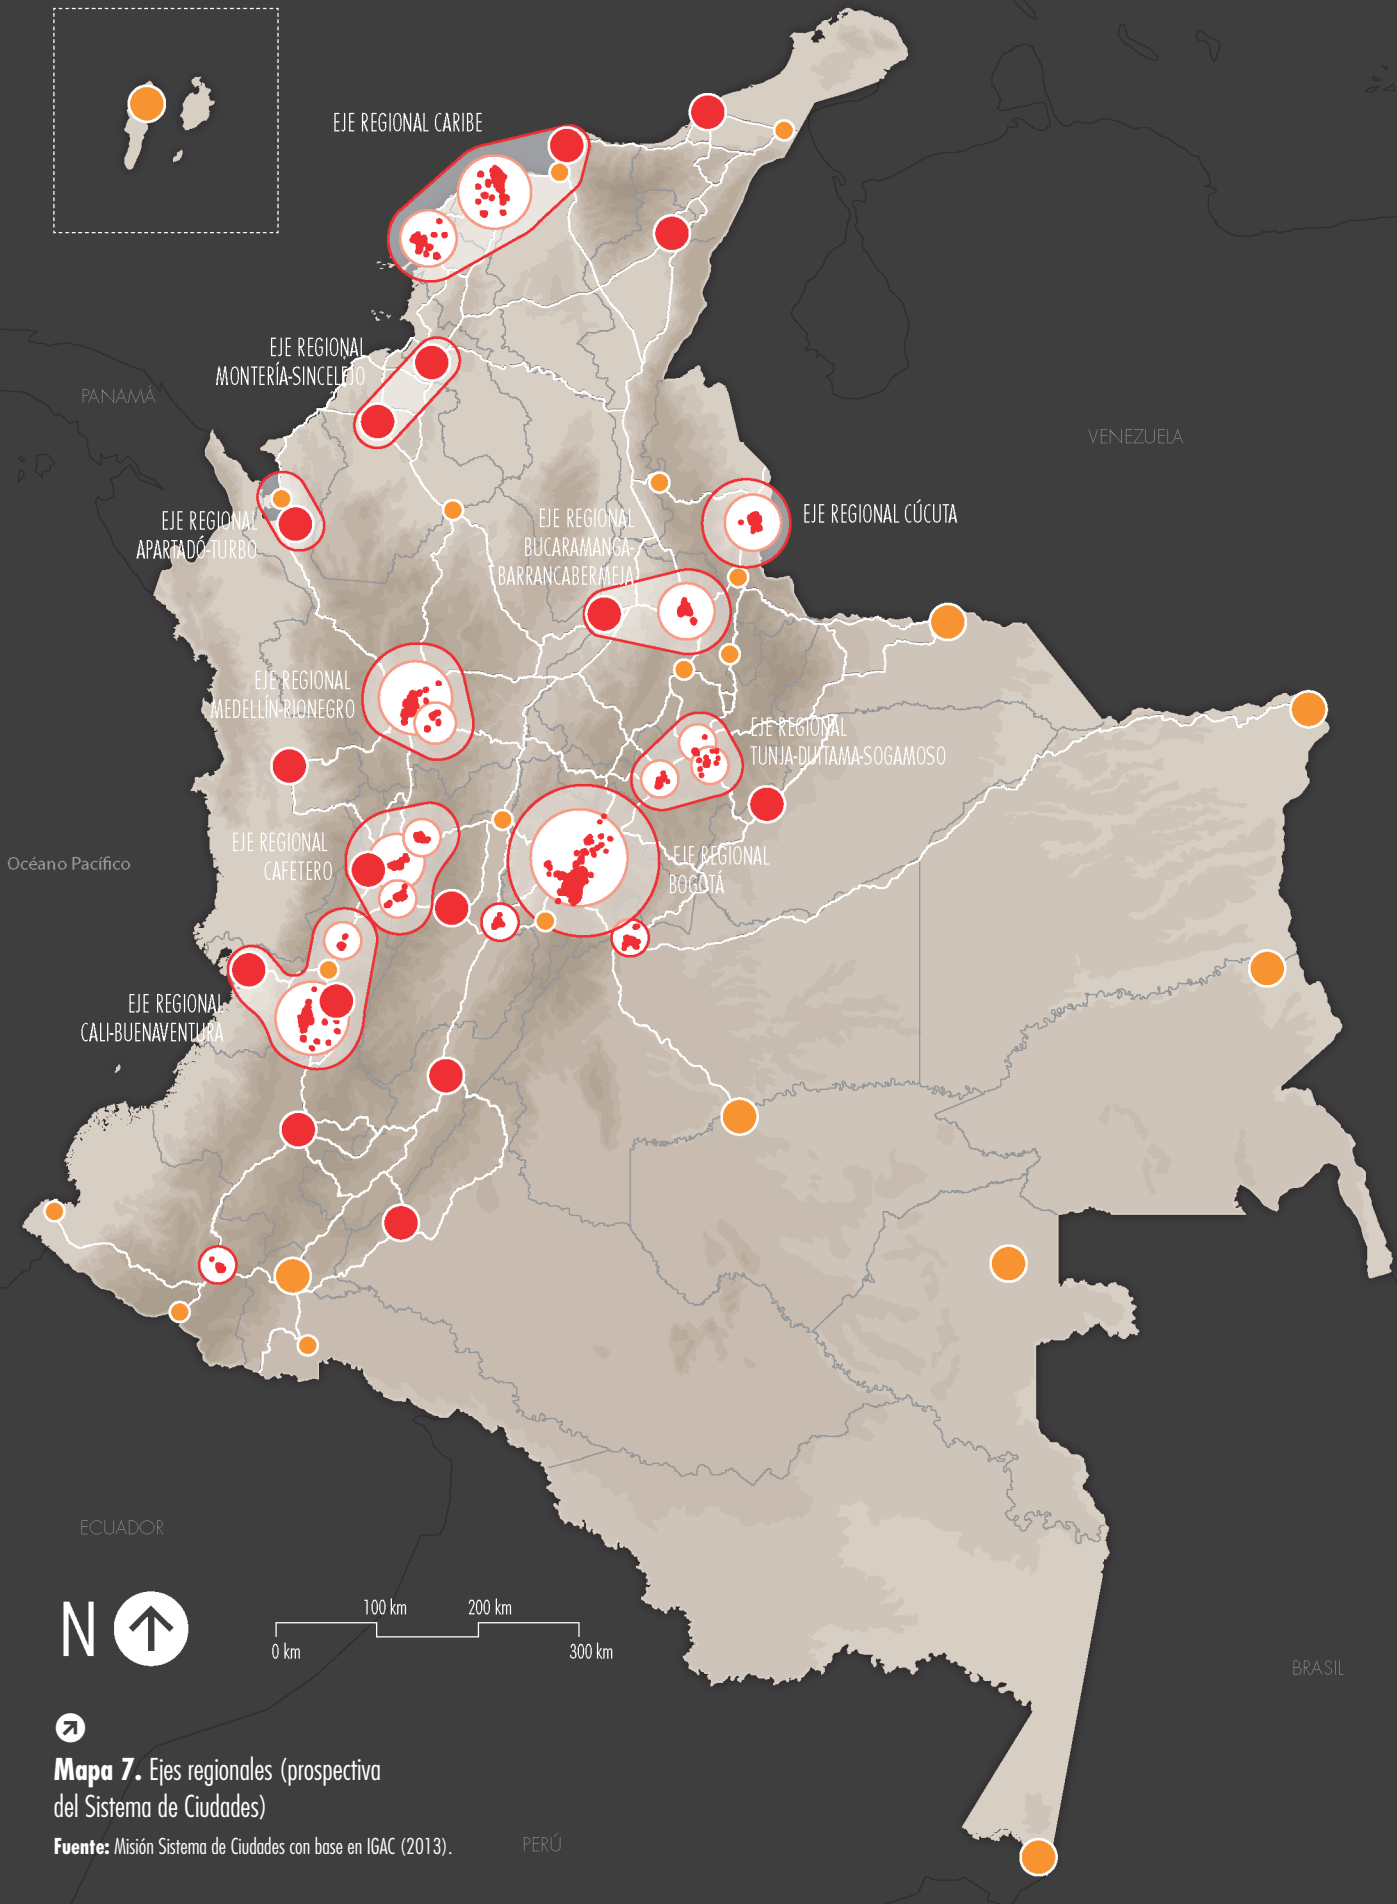 EJE REGIONAL CARIBE
EJE REGIONAL
MONTERÍA-SINCELEJO
PANAMÁ
VENEZUELA
EJE REGIONAL CÚCUTA
EJE REGIONAL
APARTADÓ-TURBO
EJE REGIONAL
BUCARAMANGA-
BARRANCABERMEJA
EJE REGIONAL
MEDELLÍN-RIONEGRO
EJE REGIONAL
TUNJA-DUITAMA-SOGAMOSO
EJE REGIONAL
CAFETERO
EJE REGIONAL
BOGOTÁ
Océano Pacífico
EJE REGIONAL
CALI-BUENAVENTURA
ECUADOR
N
100 km
200 km
0 km
300 km
BRASIL
Mapa 7. Ejes regionales (prospectiva
del Sistema de Ciudades)
Fuente: Misión Sistema de Ciudades con base en IGAC (2013).
PERÚ